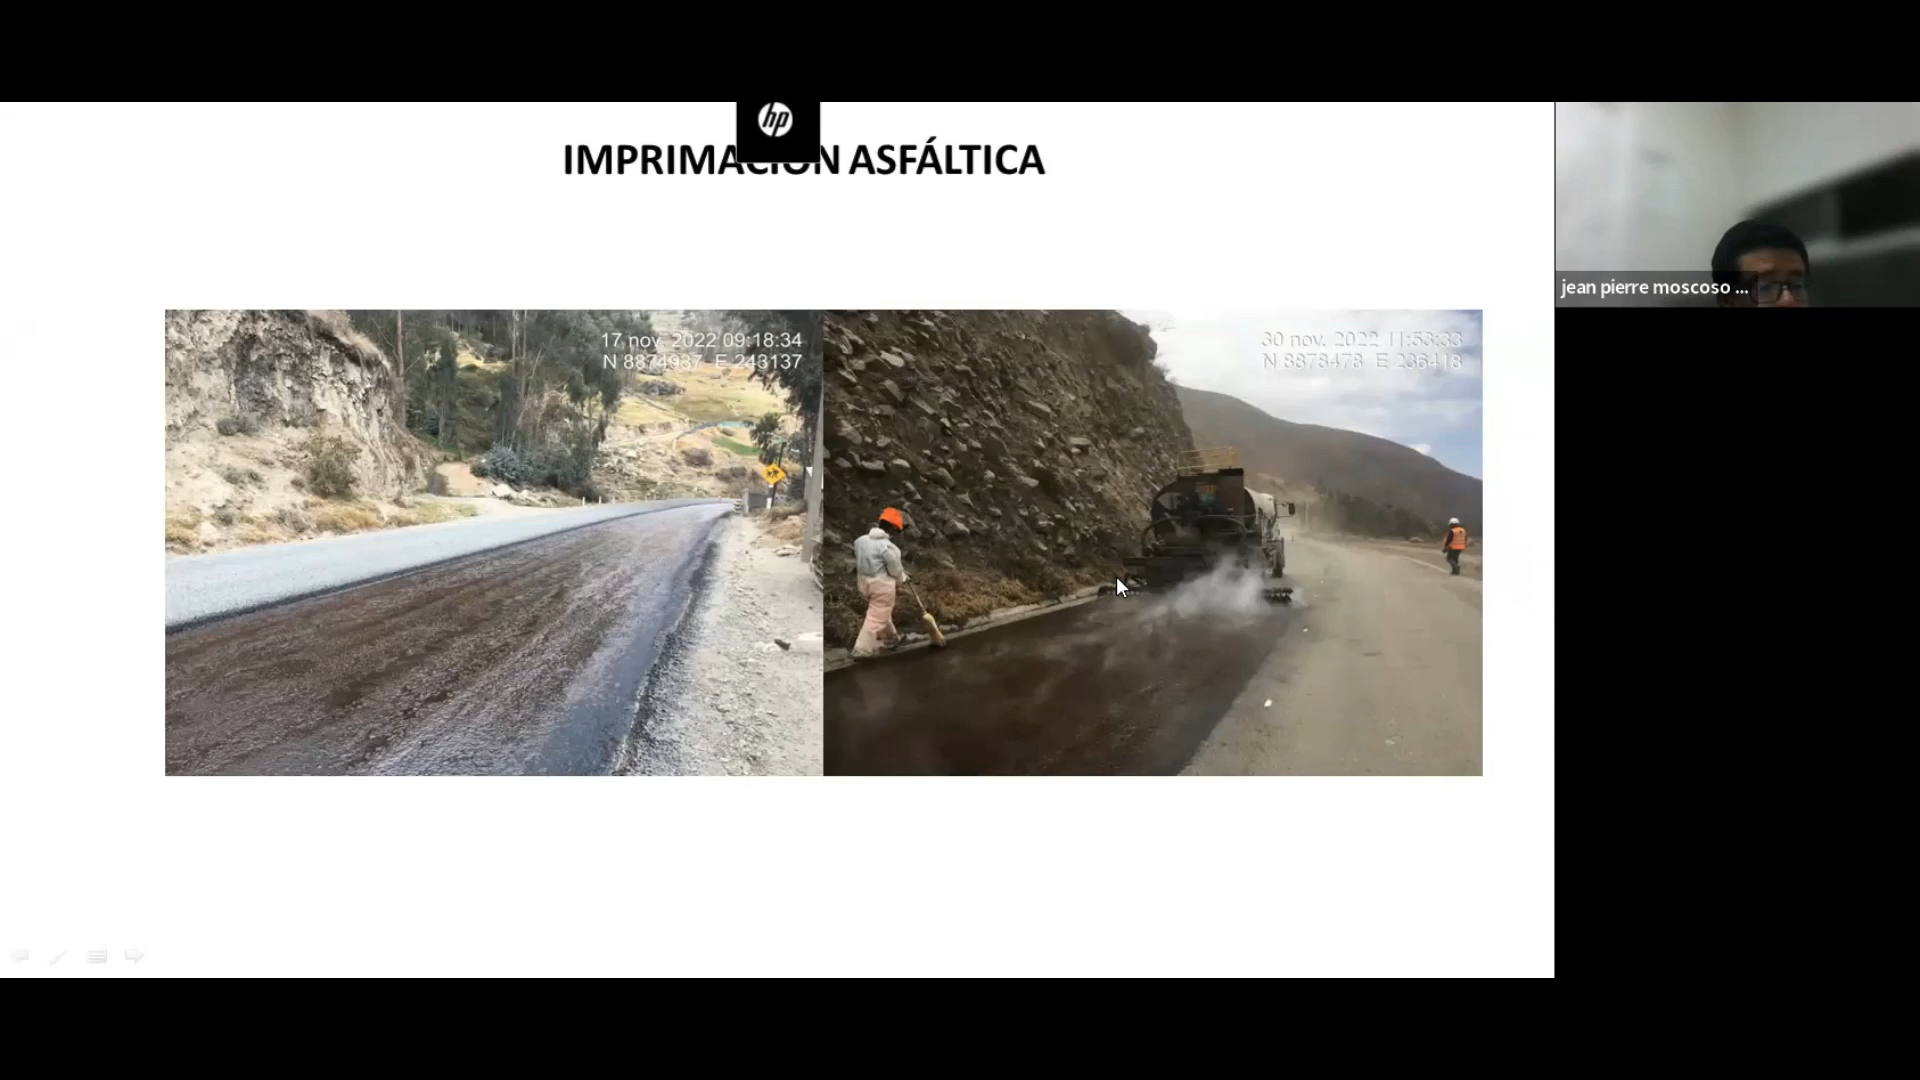 hp
IMPRIMACIÓN ASFÁLTICA
jean pierre moscoso ...
17 nov. 2022 09:18:34
N 8874937 E 243137
30 nov. 2022 11:53:33
N 8878478 E 236418